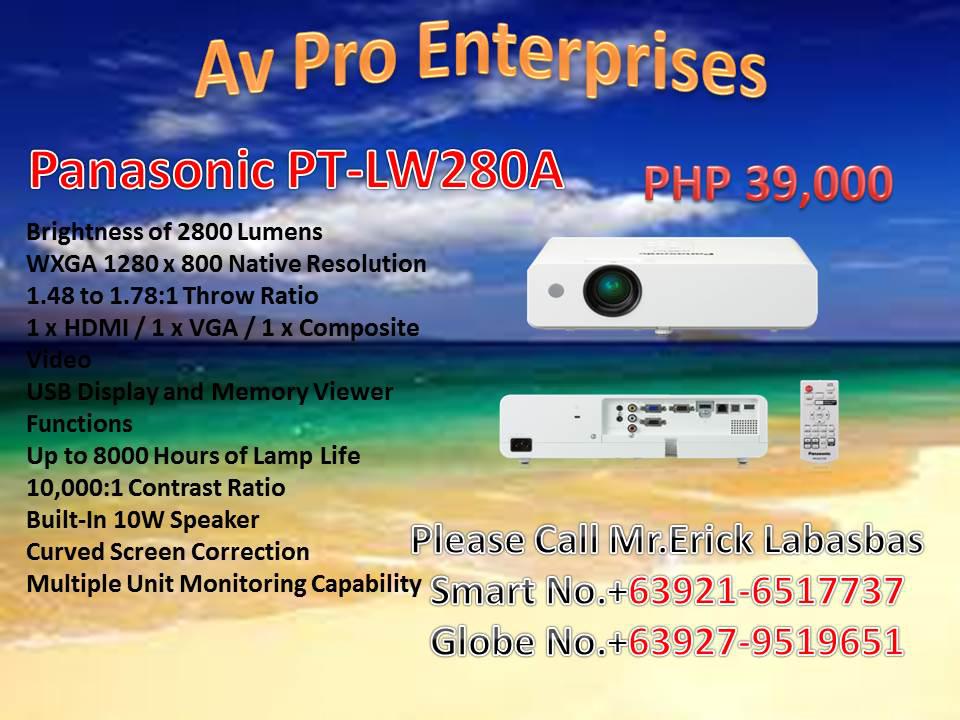 Av Pro Enterprises
Panasonic PT-LW280A
PHP 39,000
Brightness of 2800 Lumens
WXGA 1280 x 800 Native Resolution
1.48 to 1.78:1 Throw Ratio
1 x HDMI / 1 x VGA / 1 x Composite
Video
USB Display and Memory Viewer
Functions
Up to 8000 Hours of Lamp Life
10,000:1 Contrast Ratio
Built-In 10W Speaker
Curved Screen Correction
Multiple Unit Monitoring Capability
Panasonic
Panasonic
Please Call Mr.Erick Labasbas
Smart No.+63921-6517737
Globe No.+63927-9519651